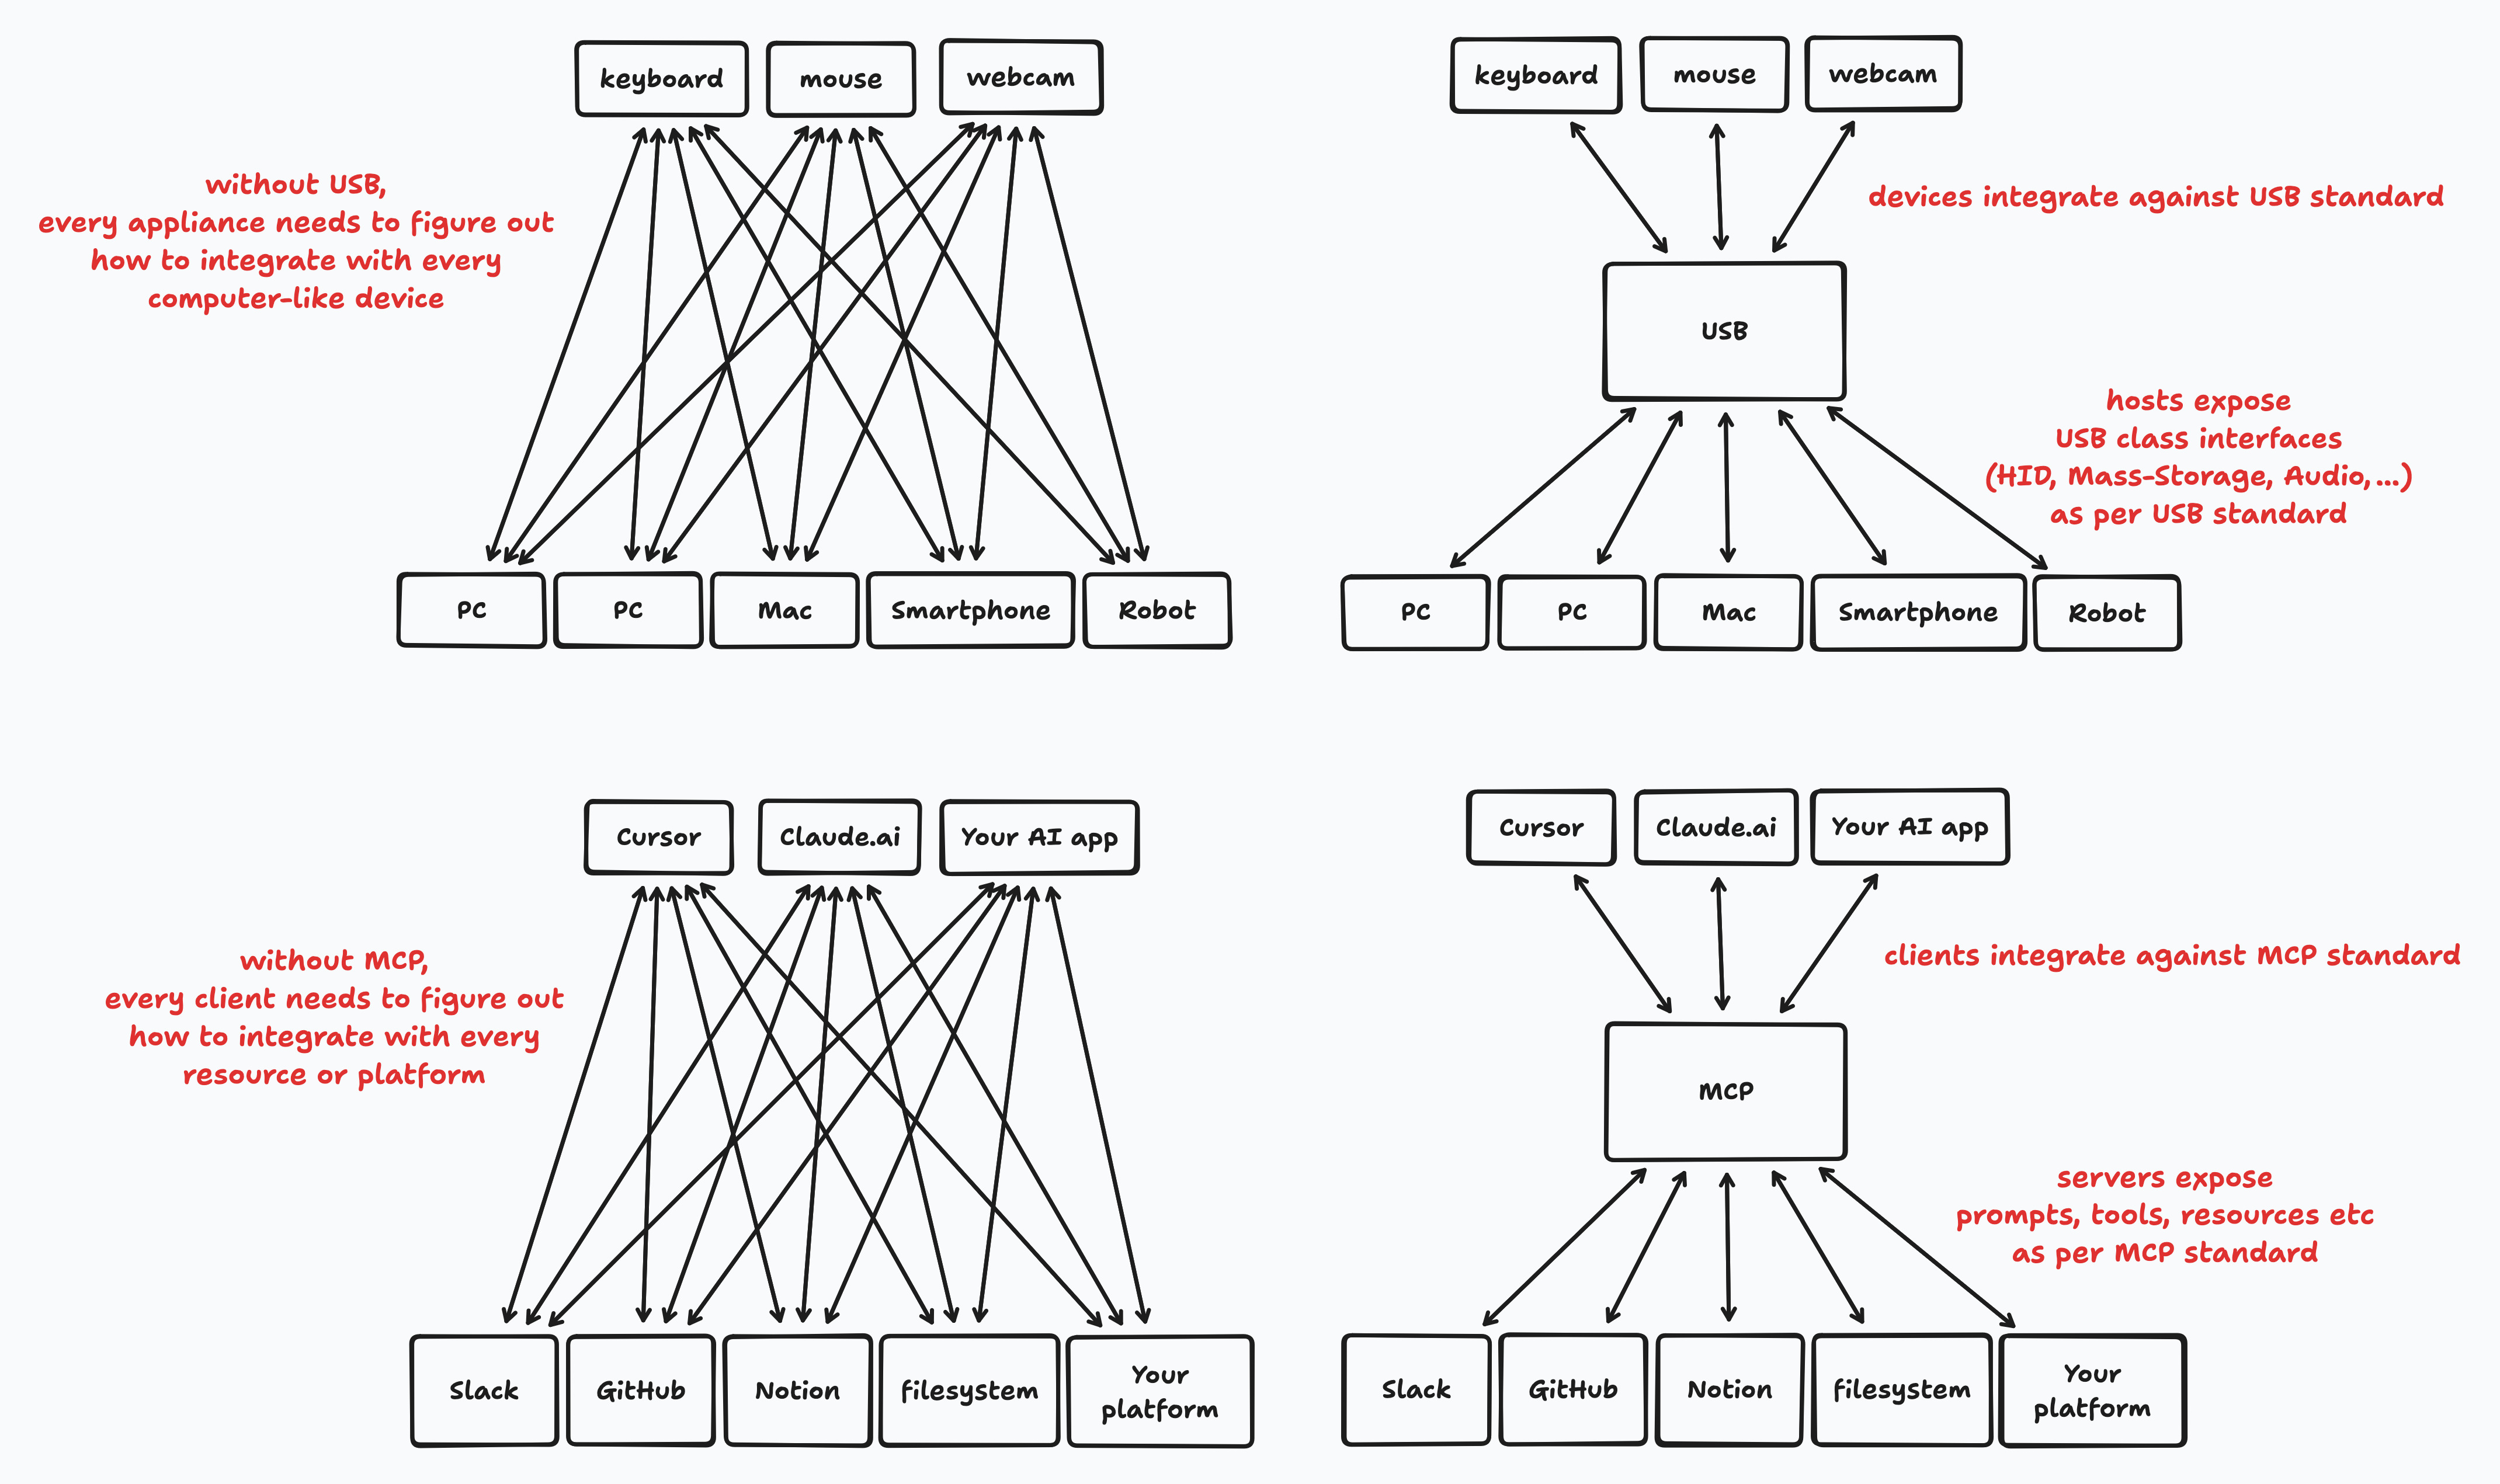 keyboard
mouse
webcam
without USB,
every appliance needs to figure out
how to integrate with every
computer-like device
PC
PC
Mac
Smartphone
Robot
keyboard
mouse
webcam
devices integrate against USB standard
USB
hosts expose
USB class interfaces
(HID, Mass-Storage, Audio, ...)
as per USB standard
PC
PC
Mac
Smartphone
Robot
Cursor
Claude.ai
Your AI app
without MCP,
every client needs to figure out
how to integrate with every
resource or platform
Slack
GitHub
Notion
filesystem
Your
platform
Cursor
Claude.ai
Your AI app
clients integrate against MCP standard
MCP
servers expose
prompts, tools, resources etc
as per MCP standard
Slack
GitHub
Notion
filesystem
Your
platform